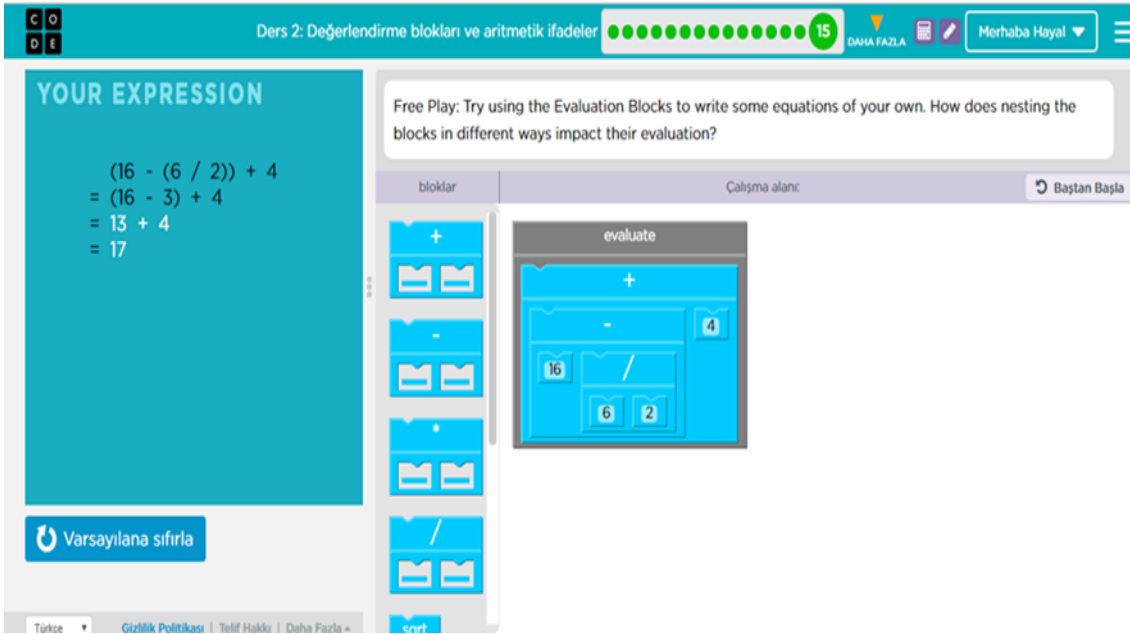 C O
D E
Ders 2: Değerlendirme blokları ve aritmetik ifadeler
15
DAHA FAZLA
Merhaba Hayal
YOUR EXPRESSION
(16 - (6 / 2)) + 4
= (16 - 3) + 4
= 13 + 4
= 17
Varsayılana sıfırla
Free Play: Try using the Evaluation Blocks to write some equations of your own. How does nesting the
blocks in different ways impact their evaluation?
bloklar
Çalışma alanı:
Baştan Başla
+
-
*
/
sqrt
evaluate
+
-
4
16
/
6 2
Türkçe
Gizlilik Politikası | Telif Hakkı | Daha Fazla